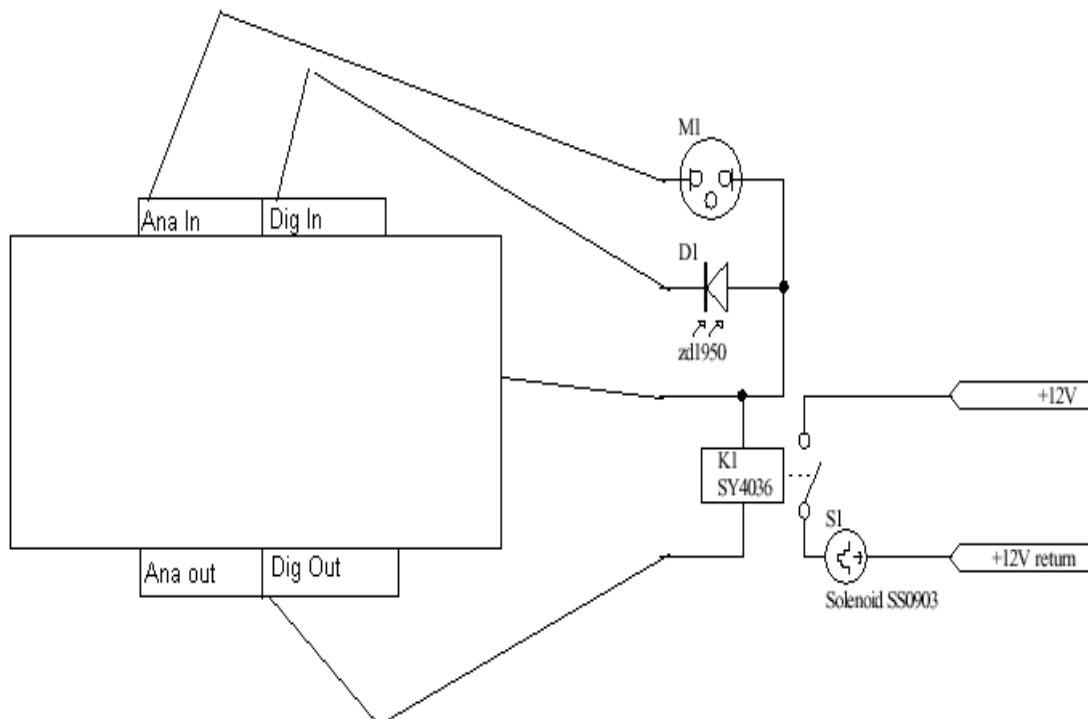 M1
Ana In
Dig In
D1
zd1950
+12V
K1
SY4036
S1
Ana out
Dig Out
+12V return
Solenoid SS0903